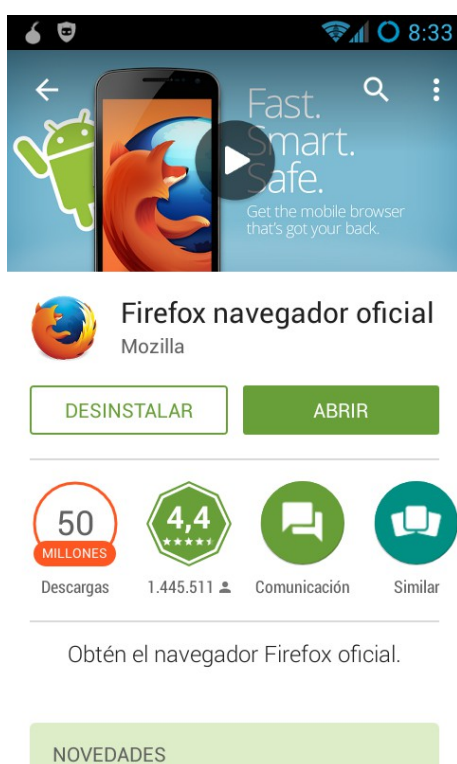 8:33
Fast.
Smart.
Safe.
Get the mobile browser
that's got your back.
Firefox navegador oficial
Mozilla
DESINSTALAR
ABRIR
50
MILLONES
Descargas
4,4
1.445.511
Comunicación
Similar
Obtén el navegador Firefox oficial.
NOVEDADES